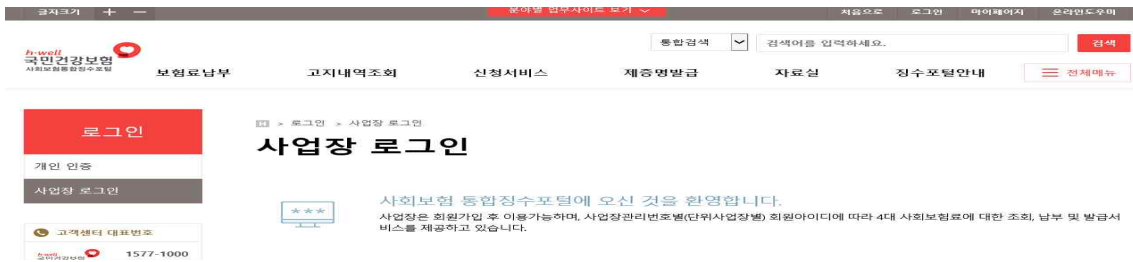 글자크기 + −
분야별 업무사이트 보기
처음으로 로그인 마이페이지 온라인도우미
통합검색 검색어를 입력하세요. 검색
h-well
국민건강보험
사회보험통합징수포털
보험료납부 고지내역조회 신청서비스 제증명발급 자료실 징수포털안내 전체메뉴
로그인
개인 인증
사업장 로그인
고객센터 대표번호
h-well
국민건강보험
1577-1000
> 로그인 > 사업장 로그인
사업장 로그인
***
사회보험 통합징수포털에 오신 것을 환영합니다.
사업장은 회원가입 후 이용가능하며, 사업장관리번호별(단위사업장별) 회원아이디에 따라 4대 사회보험료에 대한 조회, 납부 및 발급서
비스를 제공하고 있습니다.